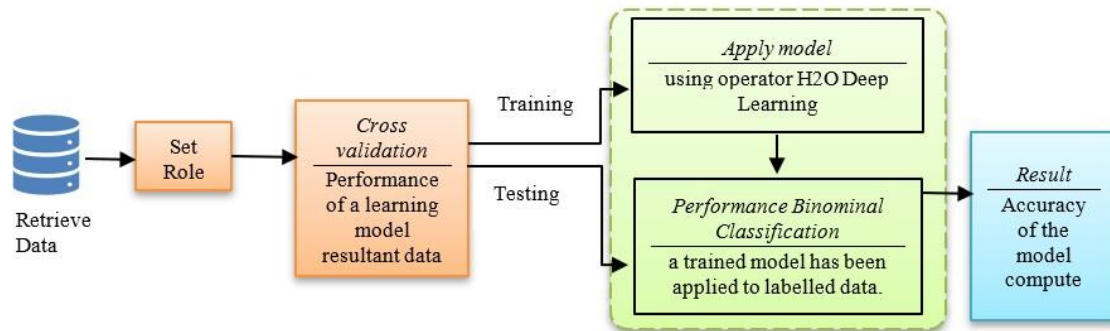 Retrieve
Data
Set
Role
Cross
validation
Performance
of a learning
model
resultant data
Training
Testing
Apply model
using operator H2O Deep
Learning
Performance Binominal
Classification
a trained model has been
applied to labelled data.
Result
Accuracy
of the
model
compute